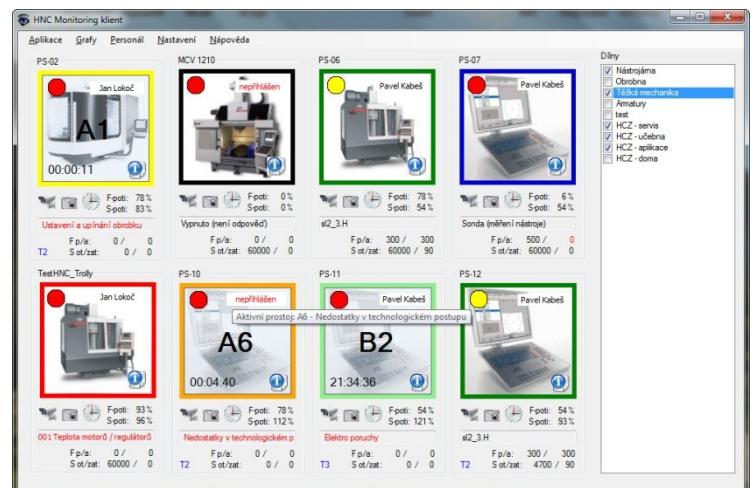 HNC Monitoring klient
Aplikace Grafy Personál Nastavení Nápověda
PS-02
Jan Lokoč
A1
00:00:11
F-poti: 78 %
S-poti: 83 %
Ustavení a upínání obrobku
F p/a: 0 / 0
T2 S ot/zat: 0 / 0
MCV 1210
nepřihlášen
F-poti: 0 %
S-poti: 0 %
Vypnuto (není odpověď)
F p/a: 0 / 0
S ot/zat: 60000 / 0
PS-06
Pavel Kabeš
F-poti: 78 %
S-poti: 54 %
sl2_3.H
F p/a: 300 / 300
S ot/zat: 60000 / 90
PS-07
Pavel Kabeš
F-poti: 6 %
S-poti: 54 %
Sonda (měření nástroje)
F p/a: 500 / 0
S ot/zat: 60000 / 0
Dílny
Nástrojárna
Obrobna
Těžká mechanika
Armatury
test
HCZ - servis
HCZ - učebna
HCZ - aplikace
HCZ - doma
TestHNC_Trolly
Jan Lokoč
F-poti: 93 %
S-poti: 96 %
001 Teplota motorů / regulátorů
F p/a: 0 / 0
S ot/zat: 60000 / 0
PS-10
nepřihlášen
Aktivní prostoj: A6 - Nedostatky v technologickém postupu
A6
00:04:40
F-poti: 78 %
S-poti: 112 %
Nedostatky v technologickém p
F p/a: 0 / 0
T2 S ot/zat: 0 / 0
PS-11
Pavel Kabeš
B2
21:34:36
F-poti: 54 %
S-poti: 121 %
Elektro poruchy
F p/a: 0 / 0
T3 S ot/zat: 0 / 0
PS-12
Pavel Kabeš
F-poti: 54 %
S-poti: 93 %
sl2_3.H
F p/a: 300 / 300
T2 S ot/zat: 4700 / 90